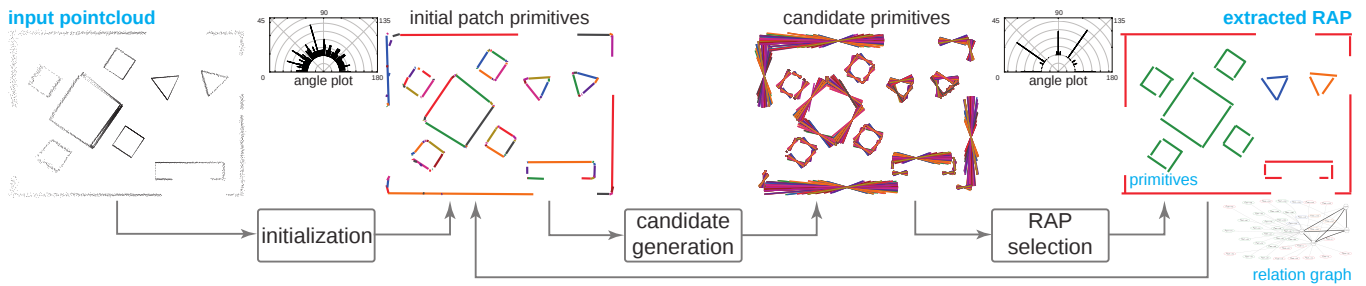 input pointcloud
45
90
135
0
180
angle plot
initial patch primitives
candidate primitives
45
90
135
0
180
angle plot
extracted RAP
primitives
initialization
candidate
generation
RAP
selection
relation graph